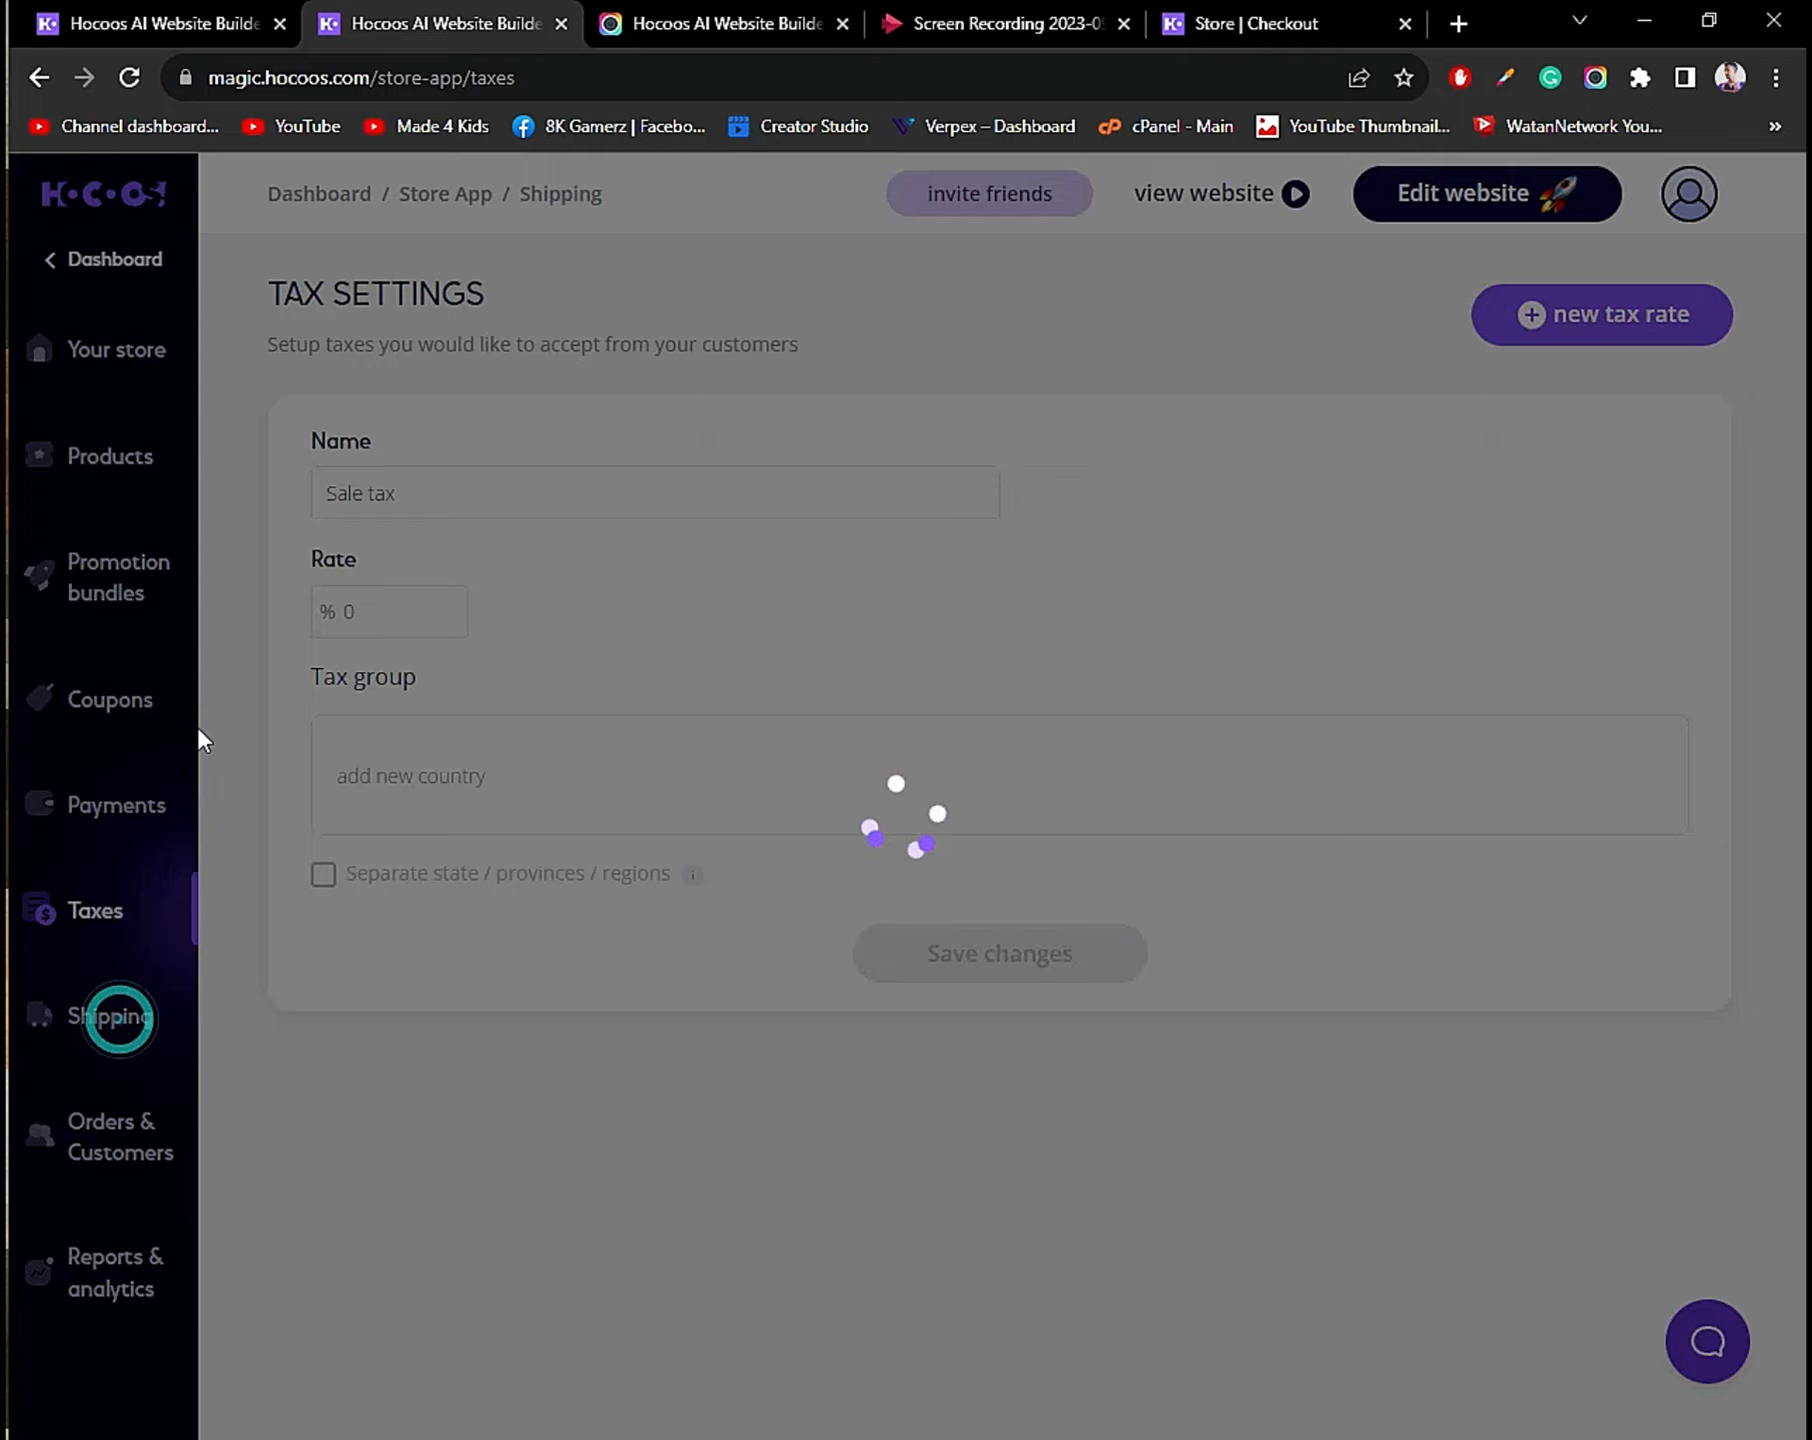 Hocoos AI Website Builde
Hocoos AI Website Builde
Hocoos AI Website Builde
Screen Recording 2023-0
Store | Checkout
magic.hocoos.com/store-app/taxes
Channel dashboard...
YouTube
Made 4 Kids
8K Gamerz | Facebo...
Creator Studio
Verpex – Dashboard
cPanel - Main
YouTube Thumbnail...
WatanNetwork You...
»
H•C•OS
Dashboard / Store App / Shipping
invite friends
view website
Edit website
Dashboard
Your store
Products
Promotion
bundles
Coupons
Payments
Taxes
Shipping
Orders &
Customers
Reports &
analytics
TAX SETTINGS
Setup taxes you would like to accept from your customers
new tax rate
Name
Sale tax
Rate
% 0
Tax group
add new country
Separate state / provinces / regions
Save changes